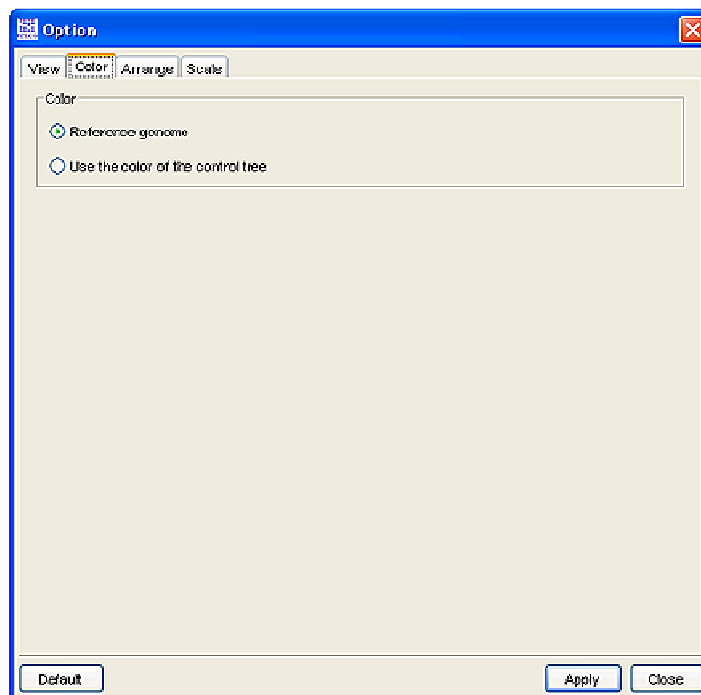 Option
View Color Arrange Scale
Color
Reference genome
Use the color of the control tree
Default Apply Close